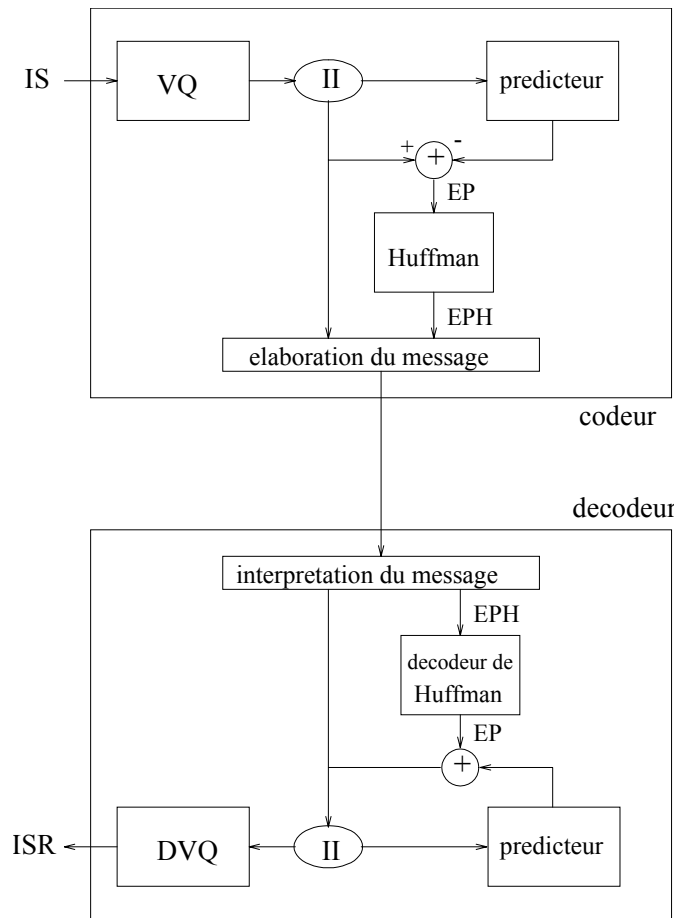 IS
VQ
II
predicteur
+
-
+
EP
Huffman
EPH
elaboration du message
codeur
decodeur
interpretation du message
EPH
decodeur de
Huffman
EP
+
ISR
DVQ
II
predicteur